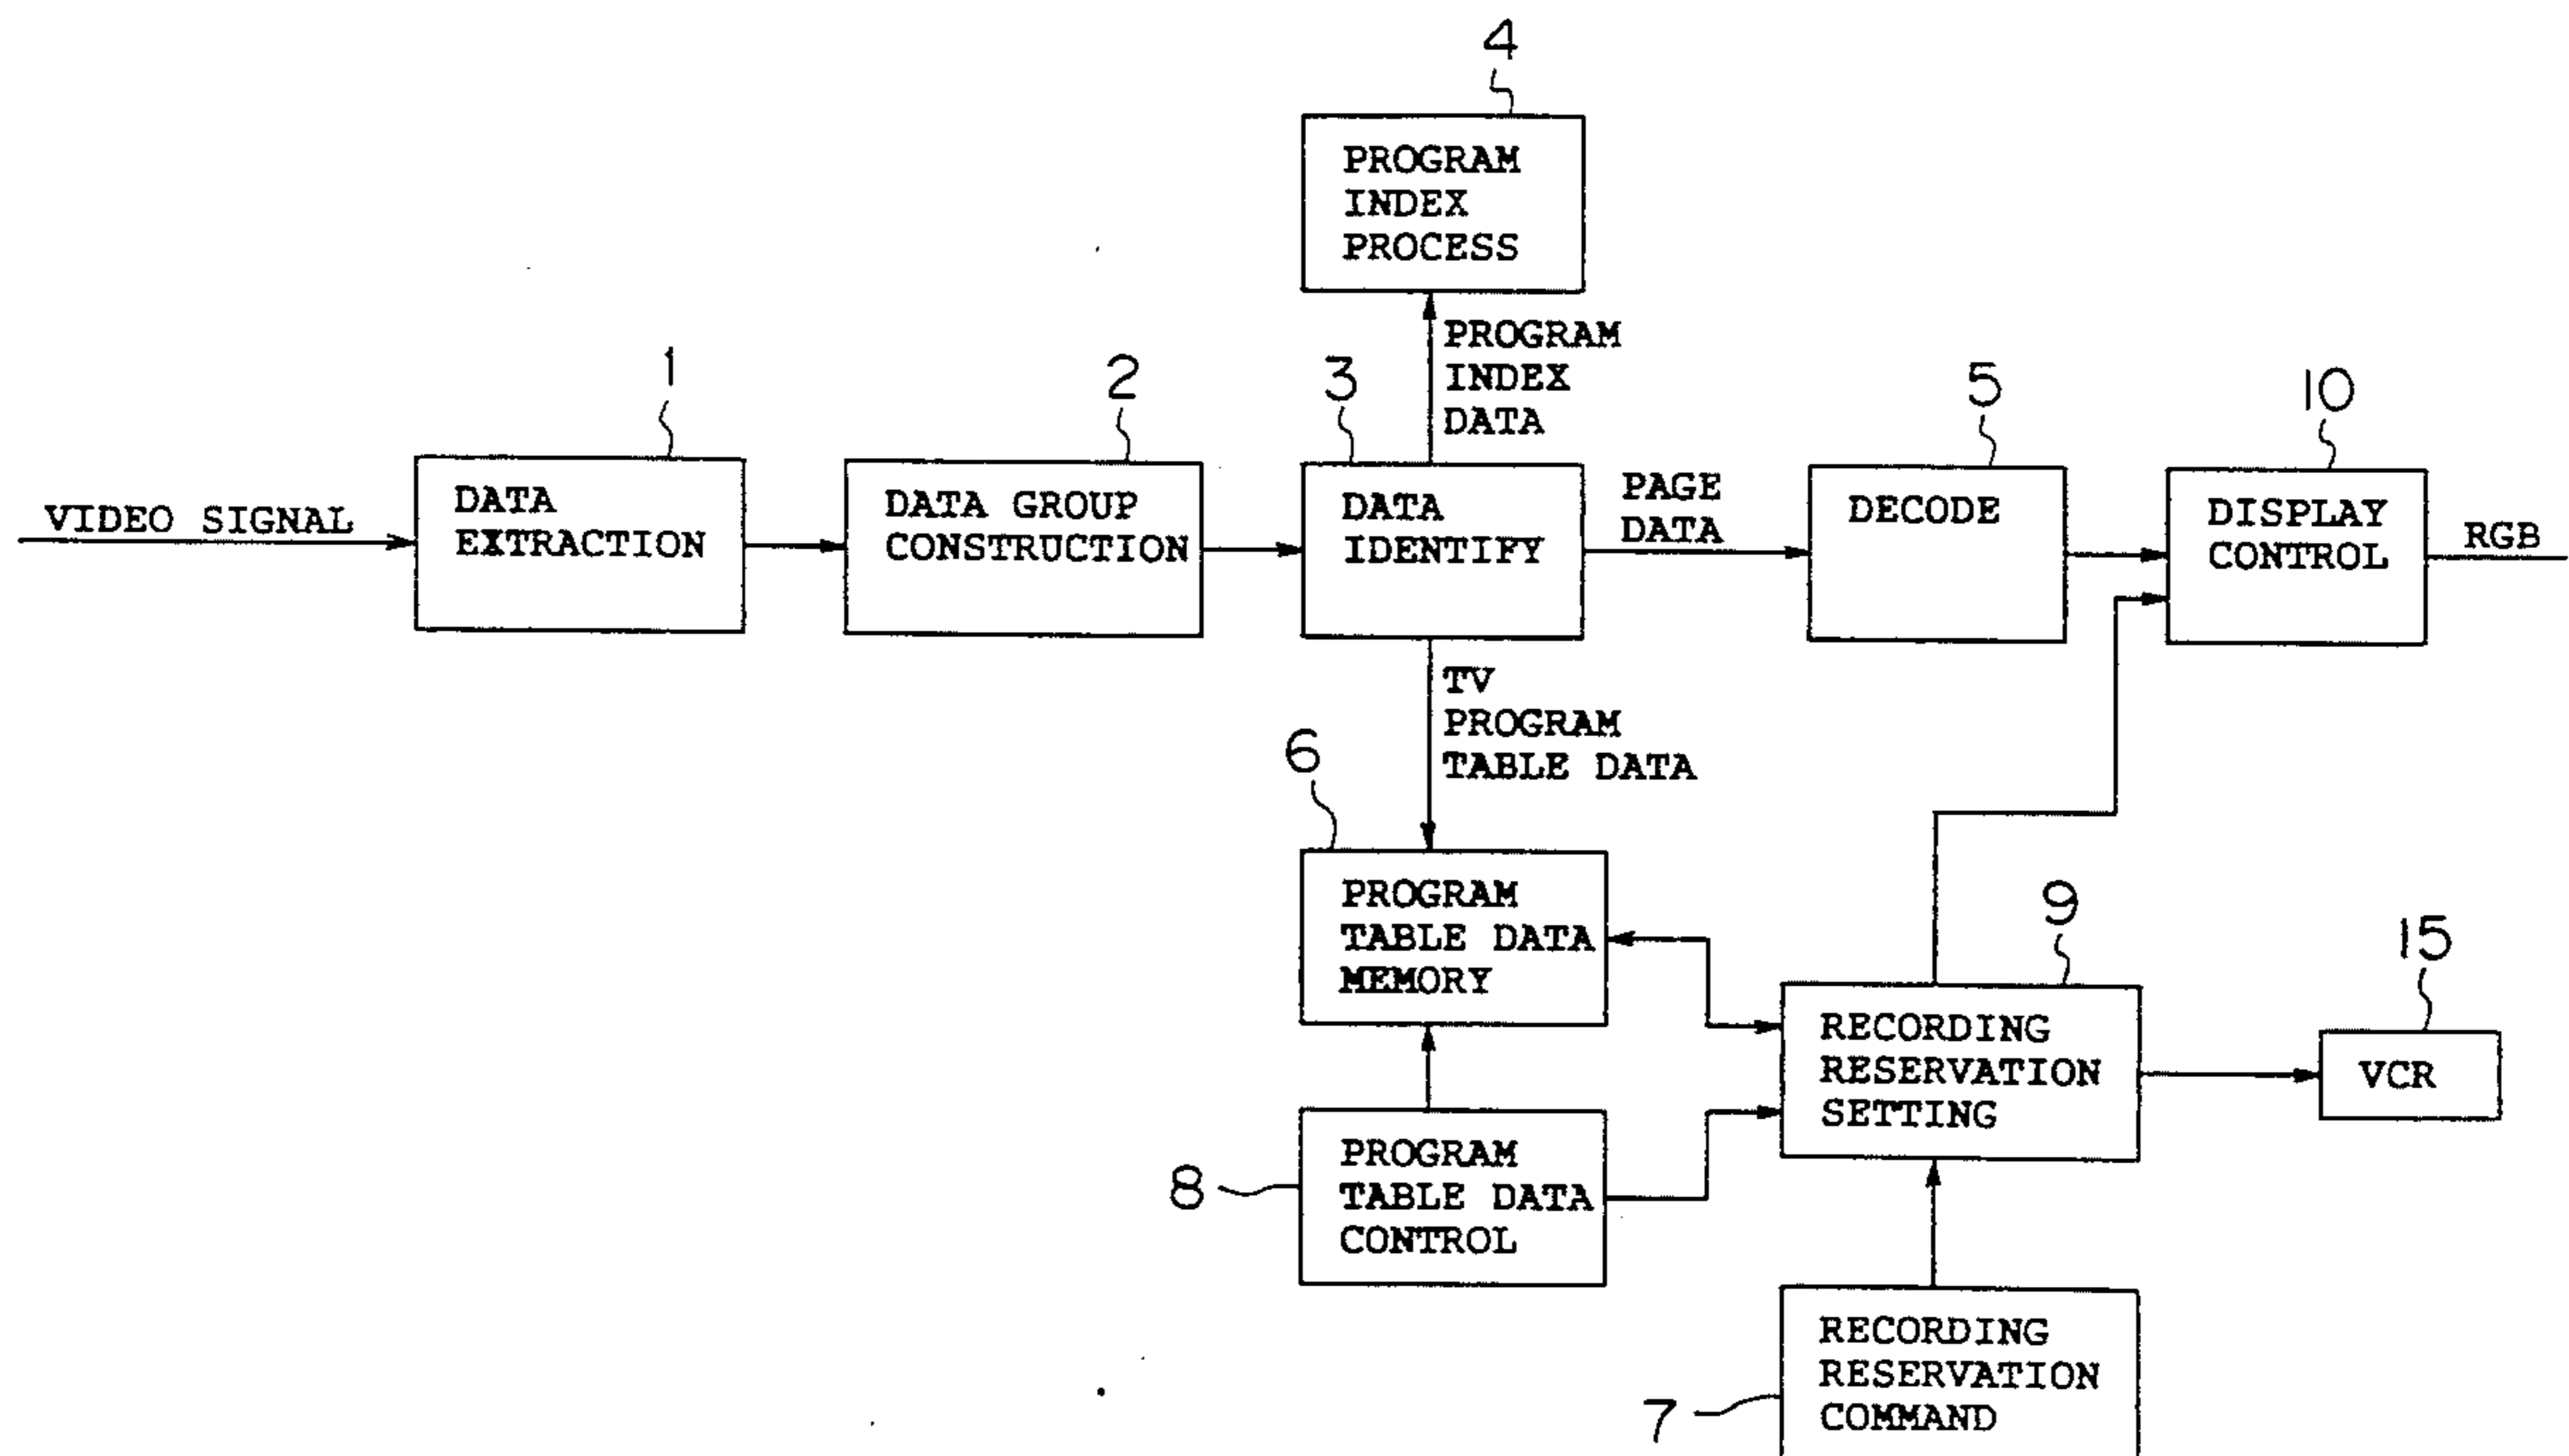 4
PROGRAM
INDEX
PROCESS
PROGRAM
INDEX
DATA
1
2
3
5
10
VIDEO SIGNAL
DATA
EXTRACTION
DATA GROUP
CONSTRUCTION
DATA
IDENTIFY
PAGE
DATA
DECODE
DISPLAY
CONTROL
RGB
TV
PROGRAM
TABLE DATA
6
PROGRAM
TABLE DATA
MEMORY
9
15
RECORDING
RESERVATION
SETTING
VCR
8
PROGRAM
TABLE DATA
CONTROL
7
RECORDING
RESERVATION
COMMAND